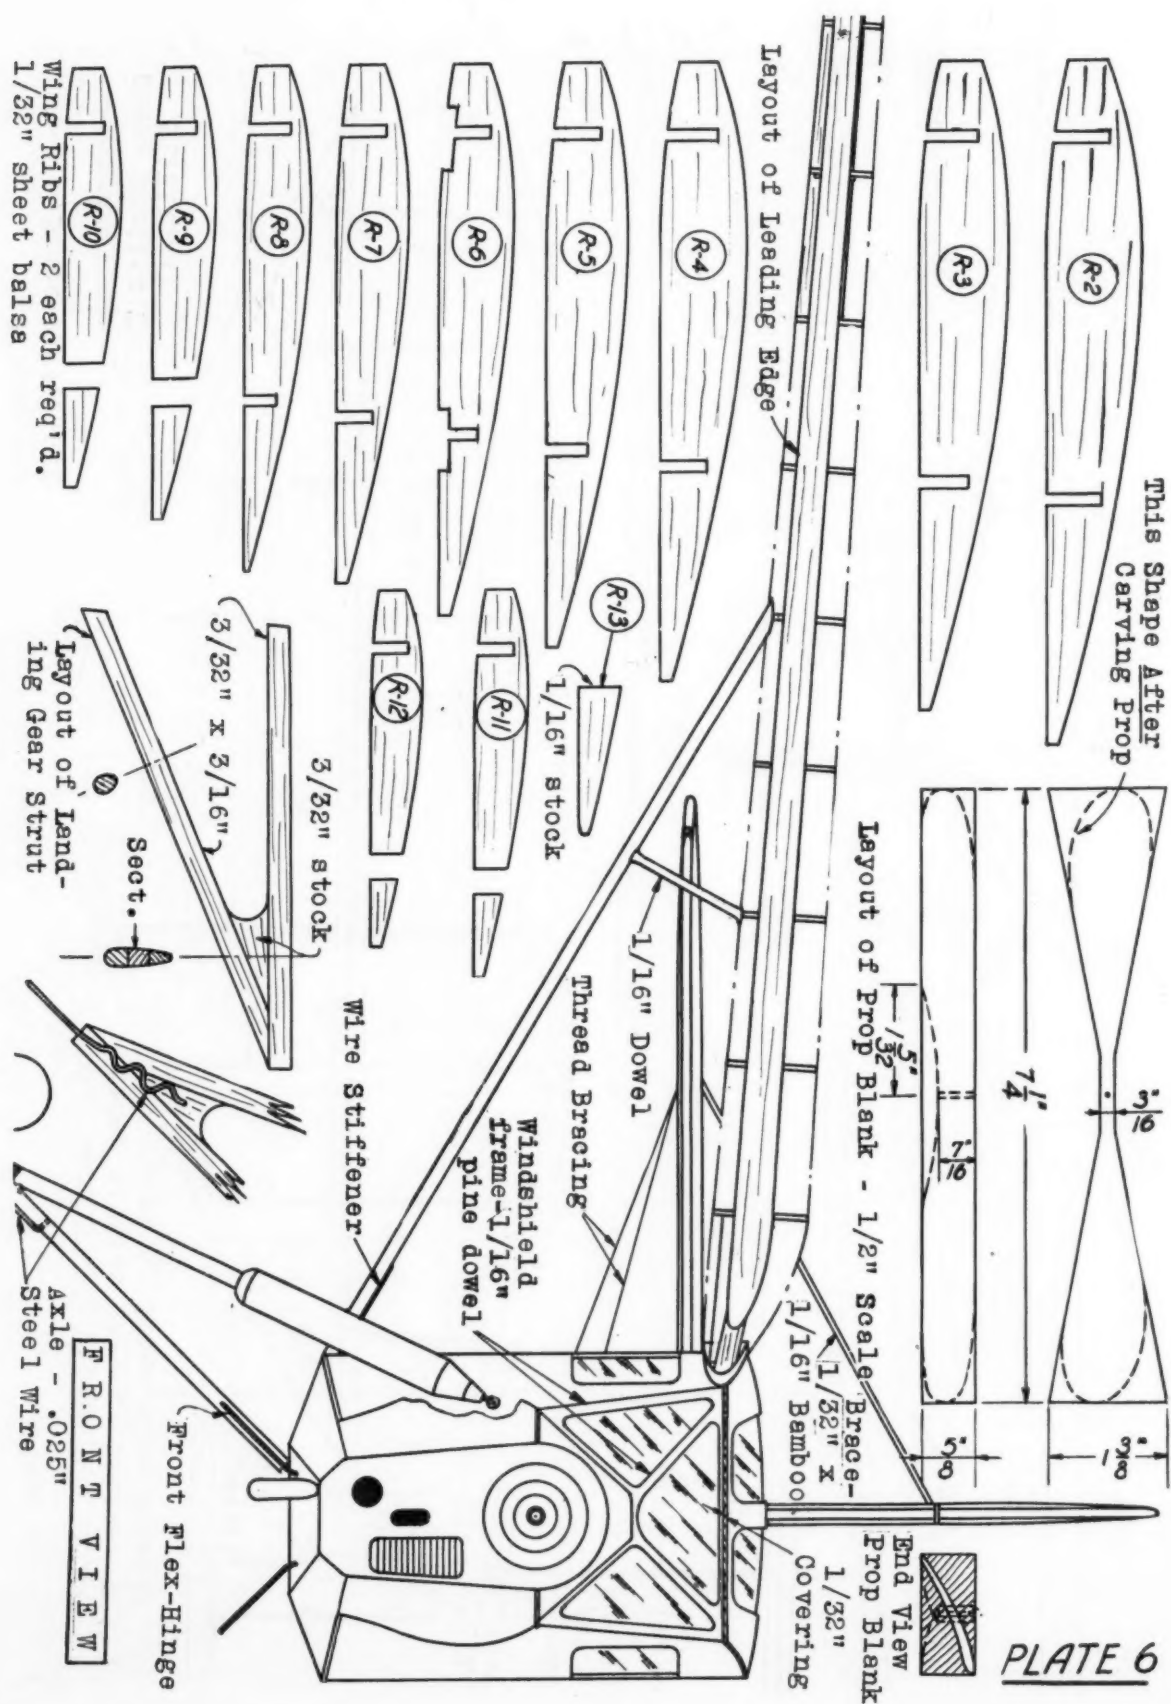 PLATE 6
This Shape After
Carving Prop
R-2
R-3
3"
16
7 1/4"
1 3/8"
5"
8
7"
16
1 5/32"
Layout of Prop Blank - 1/2" Scale
End View
Prop Blank
Layout of Leading Edge
R-4
R-5
R-6
R-7
R-8
R-9
R-10
Wing Ribs - 2 each req'd.
1/32" sheet balsa
R-13
1/16" stock
R-11
R-12
3/32" stock
3/32" x 3/16"
Layout of Land-
ing Gear Strut
Sect.
1/16" Dowel
Thread Bracing
Windshield
frame-1/16"
pine dowel
Wire Stiffener
Brace-
1/32" x
1/16" Bamboo
1/32"
Covering
Axle - .025"
Steel Wire
Front Flex-Hinge
FRONT VIEW